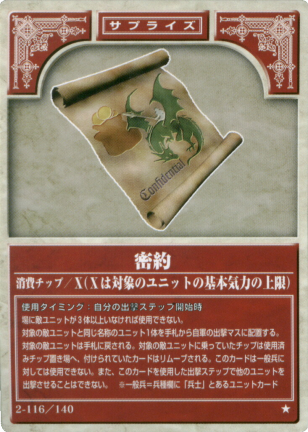 サプライズ
Confidential
密約
消費チップ/X(Xは対象のユニットの基本気力の上限)
使用タイミング：自分の出撃ステップ開始時
場に敵ユニットが3体以上いなければ使用できない。
対象の敵ユニットと同じ名称のユニット1体を手札から自軍の出撃マスに配置する。
対象の敵ユニットは手札に戻される。対象の敵ユニットに乗っていたチップは使用済
みチップ置き場へ、付けられていたカードはリムーブされる。このカードは一般兵に
対しては使用できない。また、このカードを使用した出撃ステップで他のユニットを
出撃させることはできない。 ※一般兵=兵種欄に「兵士」とあるユニットカード
2-116/140
★